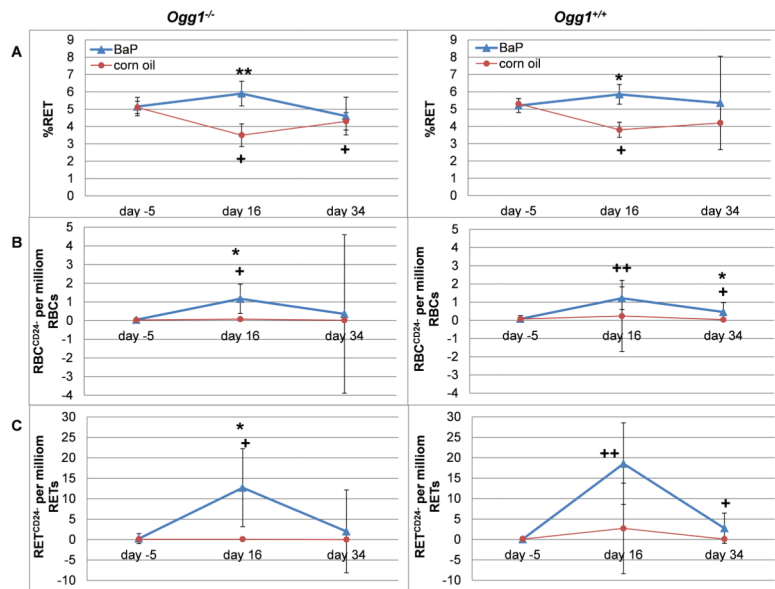 Ogg1-/-
Ogg1+/+
A
9
8
7
6
5
4
3
2
1
0
%RET
BaP
corn oil
**
+
+
day -5 day 16 day 34
9
8
7
6
5
4
3
2
1
0
%RET
BaP
corn oil
*
+
day -5 day 16 day 34
B
5
4
3
2
1
0
-1
-2
-3
-4
RBCCD24- per milliom
RBCs
*
+
day -5 day 16 day 34
5
4
3
2
1
0
-1
-2
-3
-4
RBCCD24- per milliom
RBCs
++
*
+
day -5 day 16 day 34
C
30
25
20
15
10
5
0
-5
-10
RETCD24- per milliom
RETs
*
+
day -5 day 16 day 34
30
25
20
15
10
5
0
-5
-10
RETCD24- per milliom
RETs
++
+
day -5 day 16 day 34